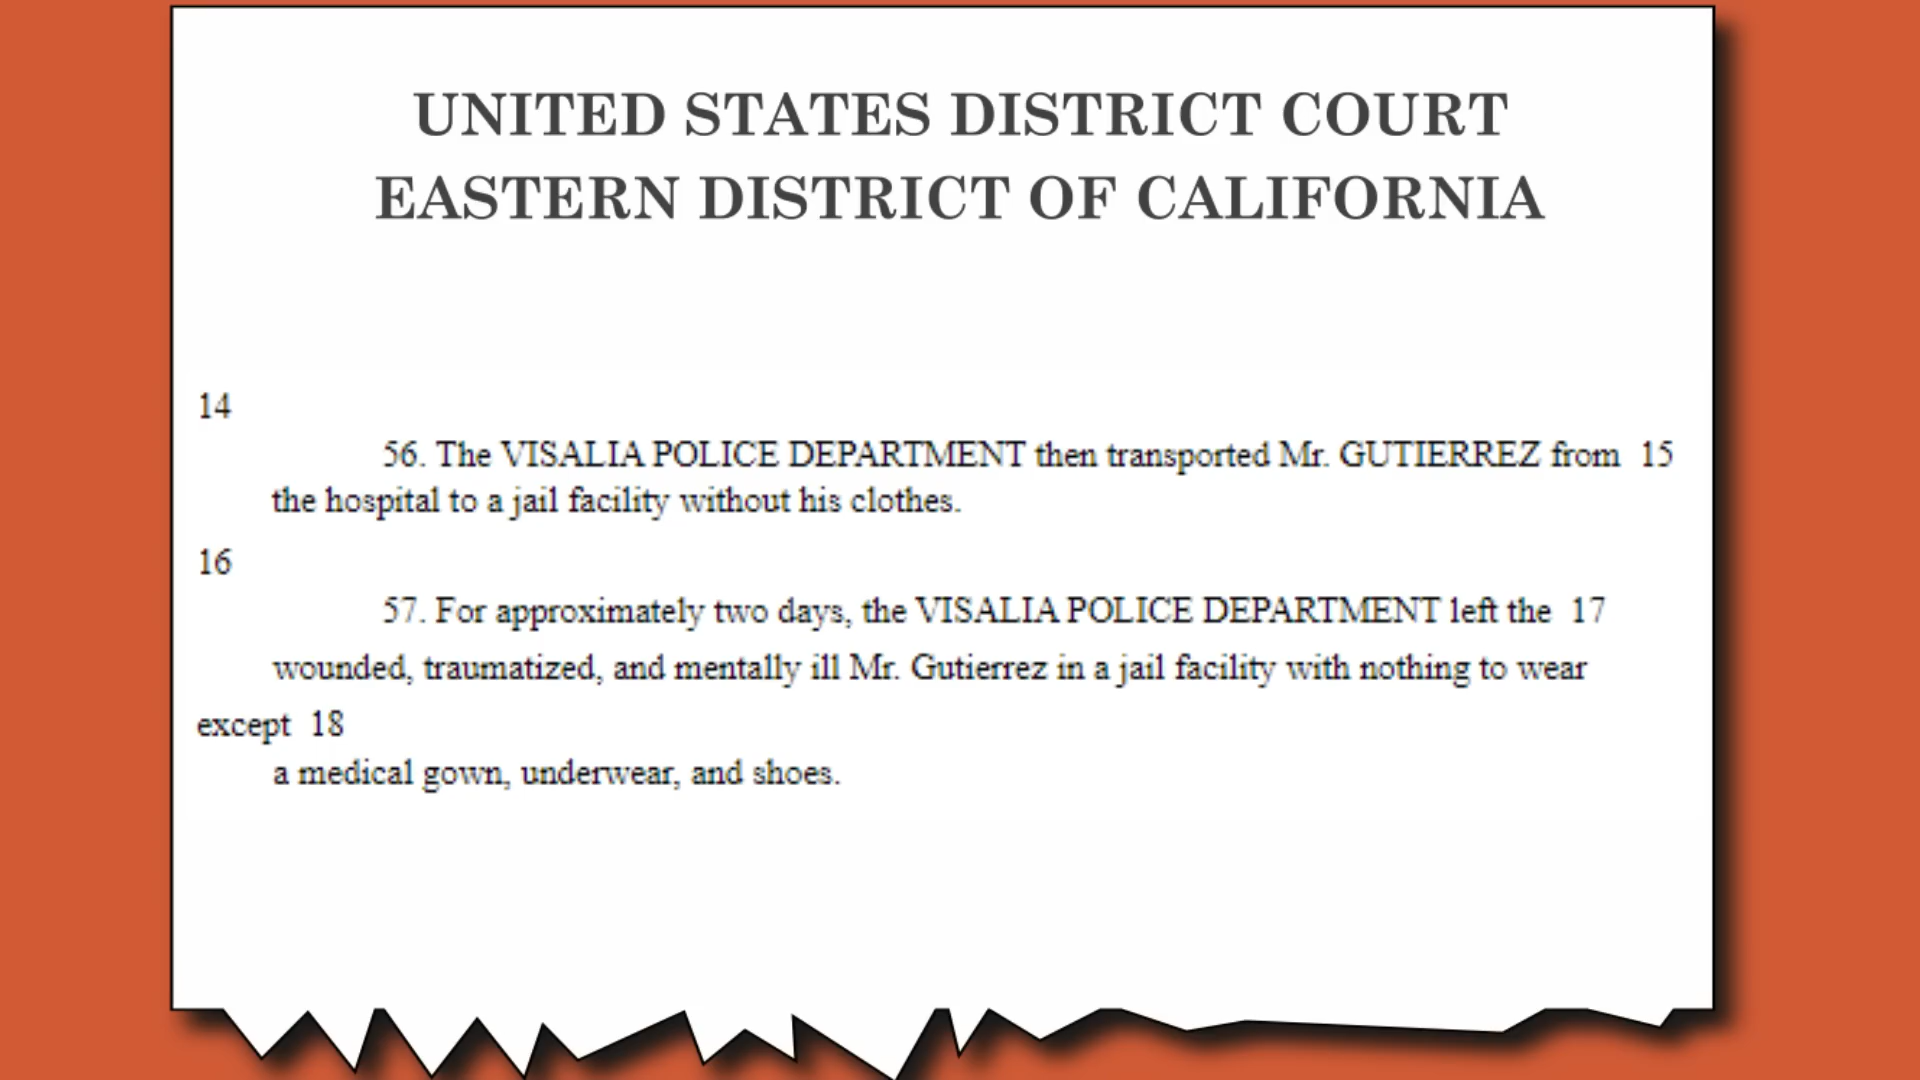 UNITED STATES DISTRICT COURT
EASTERN DISTRICT OF CALIFORNIA
14
56. The VISALIA POLICE DEPARTMENT then transported Mr. GUTIERREZ from 15
the hospital to a jail facility without his clothes.
16
57. For approximately two days, the VISALIA POLICE DEPARTMENT left the 17
wounded, traumatized, and mentally ill Mr. Gutierrez in a jail facility with nothing to wear
except 18
a medical gown, underwear, and shoes.